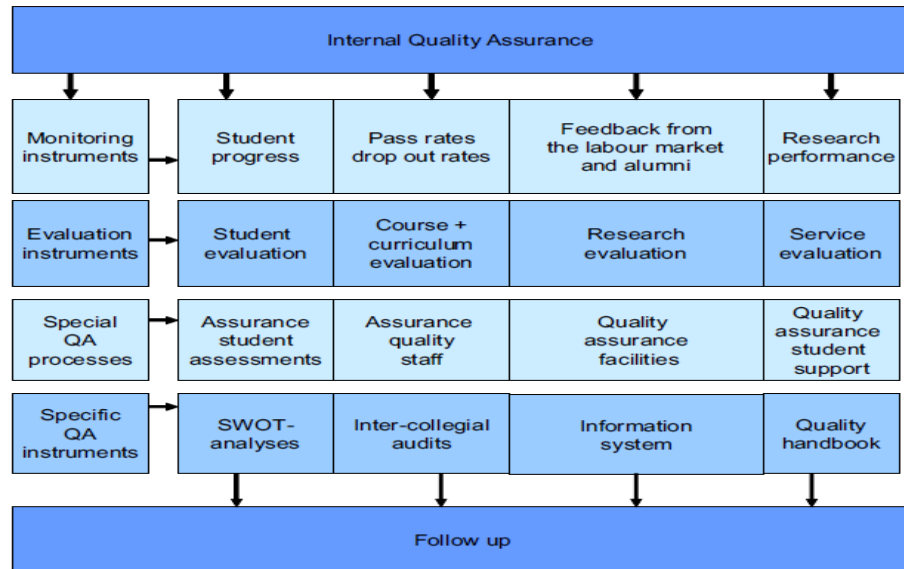 Internal Quality Assurance
Monitoring
instruments
Student
progress
Pass rates
drop out rates
Feedback from
the labour market
and alumni
Research
performance
Evaluation
instruments
Student
evaluation
Course +
curriculum
evaluation
Research
evaluation
Service
evaluation
Special
QA
processes
Assurance
student
assessments
Assurance
quality
staff
Quality
assurance
facilities
Quality
assurance
student
support
Specific
QA
instruments
SWOT-
analyses
Inter-collegial
audits
Information
system
Quality
handbook
Follow up